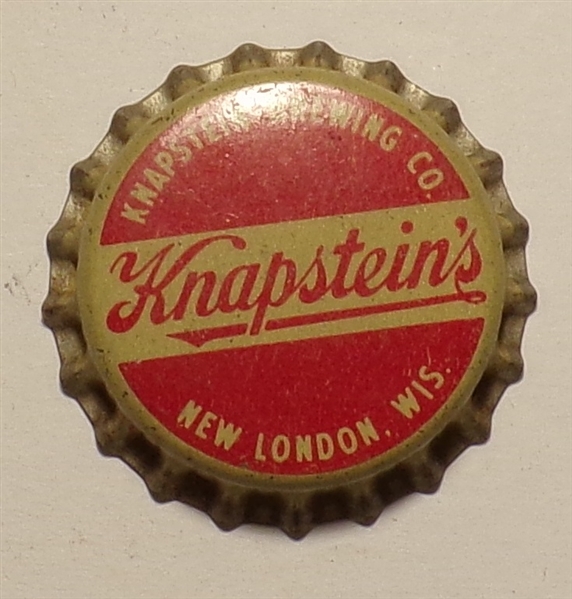 KNAPSTEIN BREWING CO.
Knapstein's
NEW LONDON, WIS.